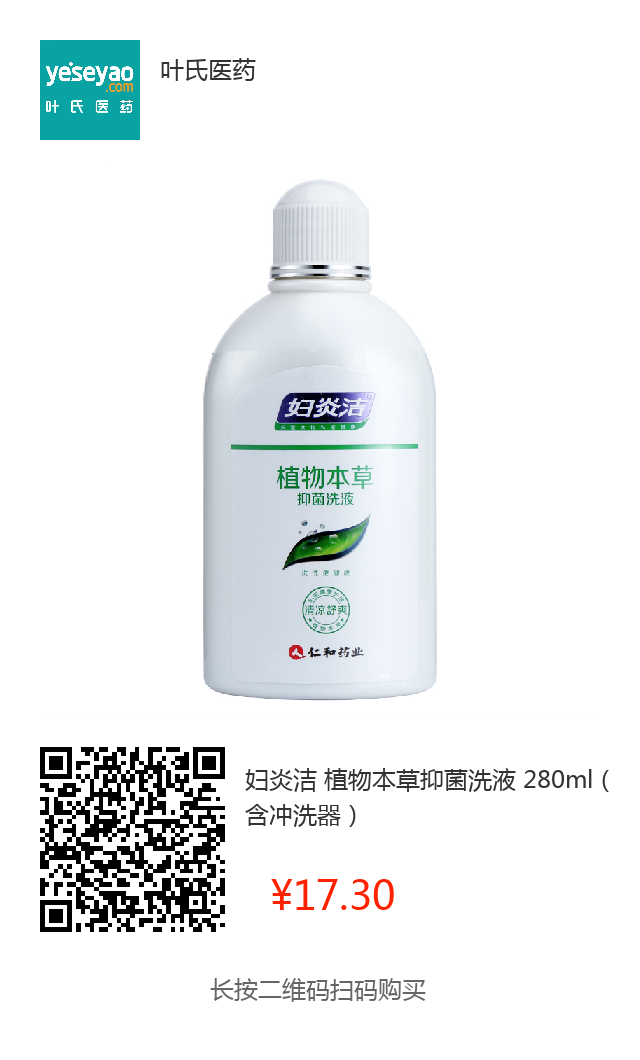 yeseyao
.com
叶氏医药
叶氏医药
妇炎洁
植物本草
抑菌洗液
清凉舒爽
仁和药业
妇炎洁 植物本草抑菌洗液 280ml（
含冲洗器）
¥17.30
长按二维码扫码购买